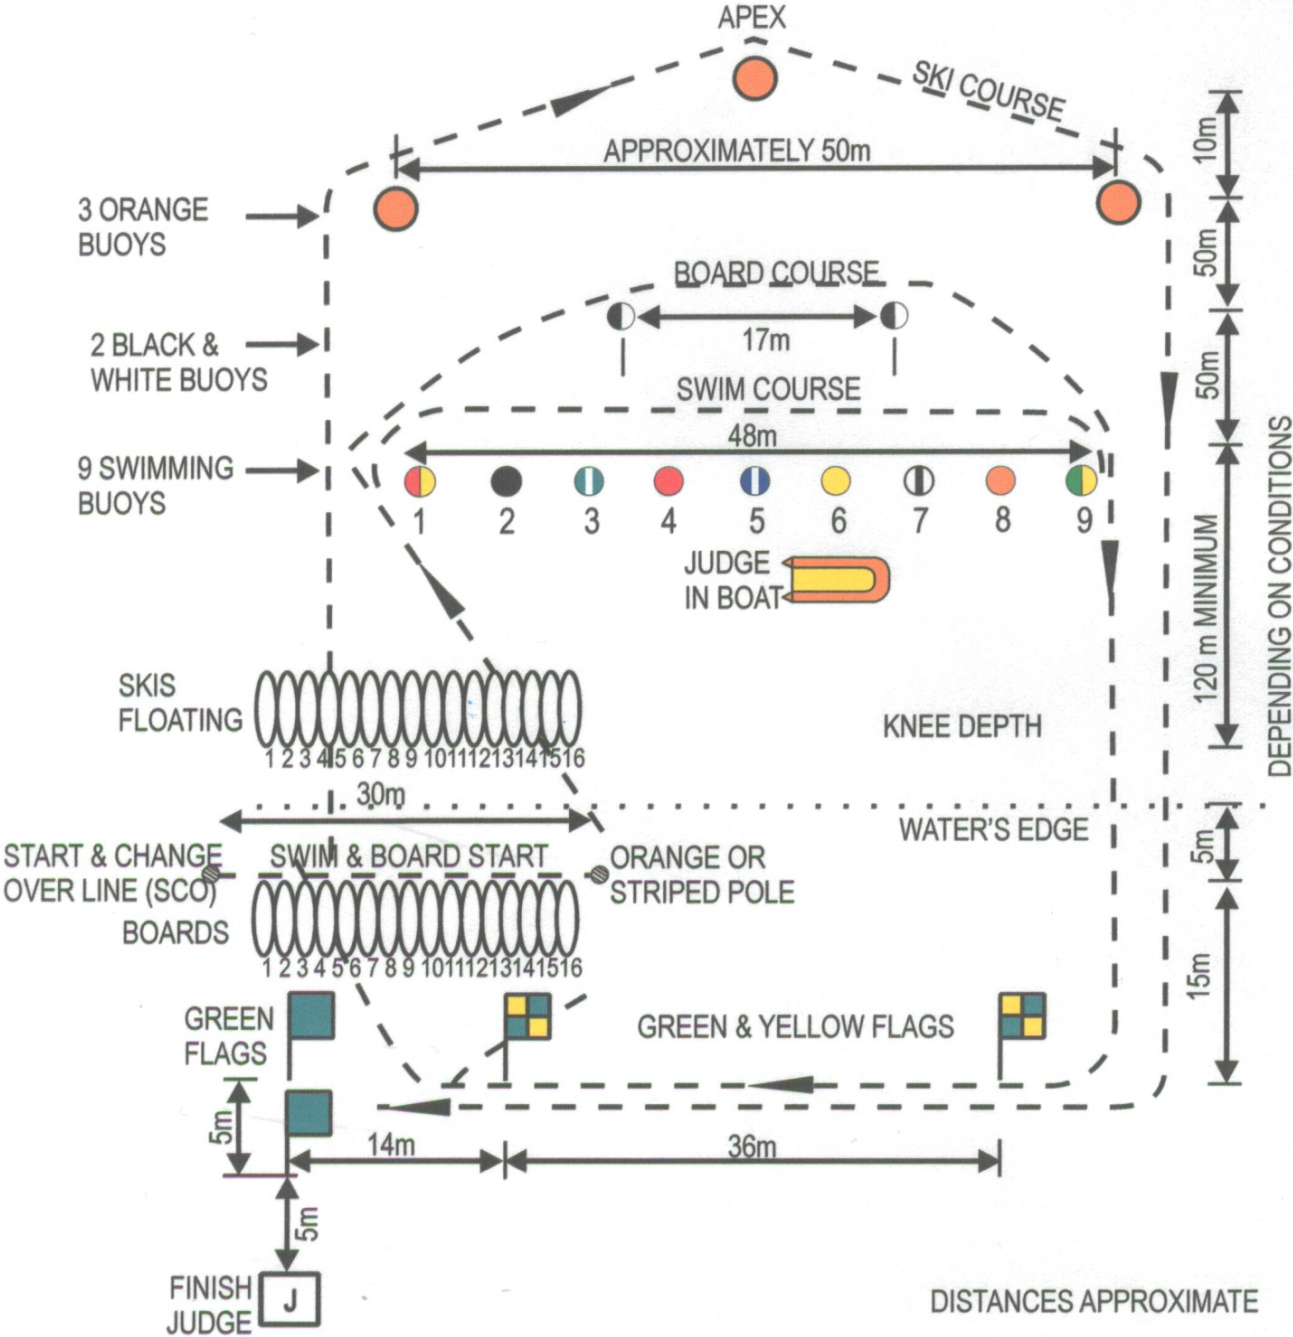 APEX
SKI COURSE
10m
APPROXIMATELY 50m
3 ORANGE
BUOYS
50m
BOARD COURSE
17m
2 BLACK &
WHITE BUOYS
50m
SWIM COURSE
48m
9 SWIMMING
BUOYS
1 2 3 4 5 6 7 8 9
JUDGE
IN BOAT
120 m MINIMUM
DEPENDING ON CONDITIONS
SKIS
FLOATING
KNEE DEPTH
1 2 3 4 5 6 7 8 9 10 11 12 13 14 15 16
30m
WATER'S EDGE
5m
START & CHANGE
OVER LINE (SCO)
SWIM & BOARD START
ORANGE OR
STRIPED POLE
BOARDS
1 2 3 4 5 6 7 8 9 10 11 12 13 14 15 16
15m
GREEN
FLAGS
GREEN & YELLOW FLAGS
5m
14m
36m
5m
FINISH
JUDGE
J
DISTANCES APPROXIMATE